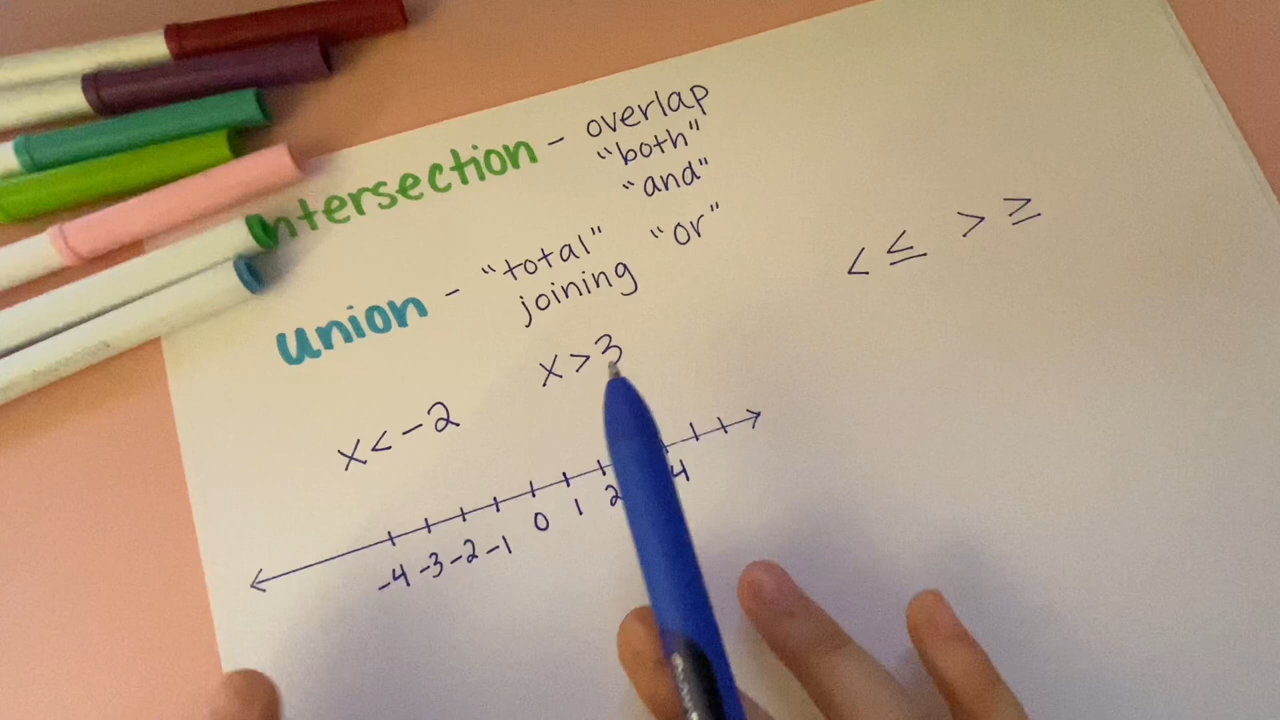 Intersection - overlap
"both"
"and"
union - "total" "or"
joining
< ≤ > ≥
x < -2
x > 3
-4 -3 -2 -1 0 1 2 4